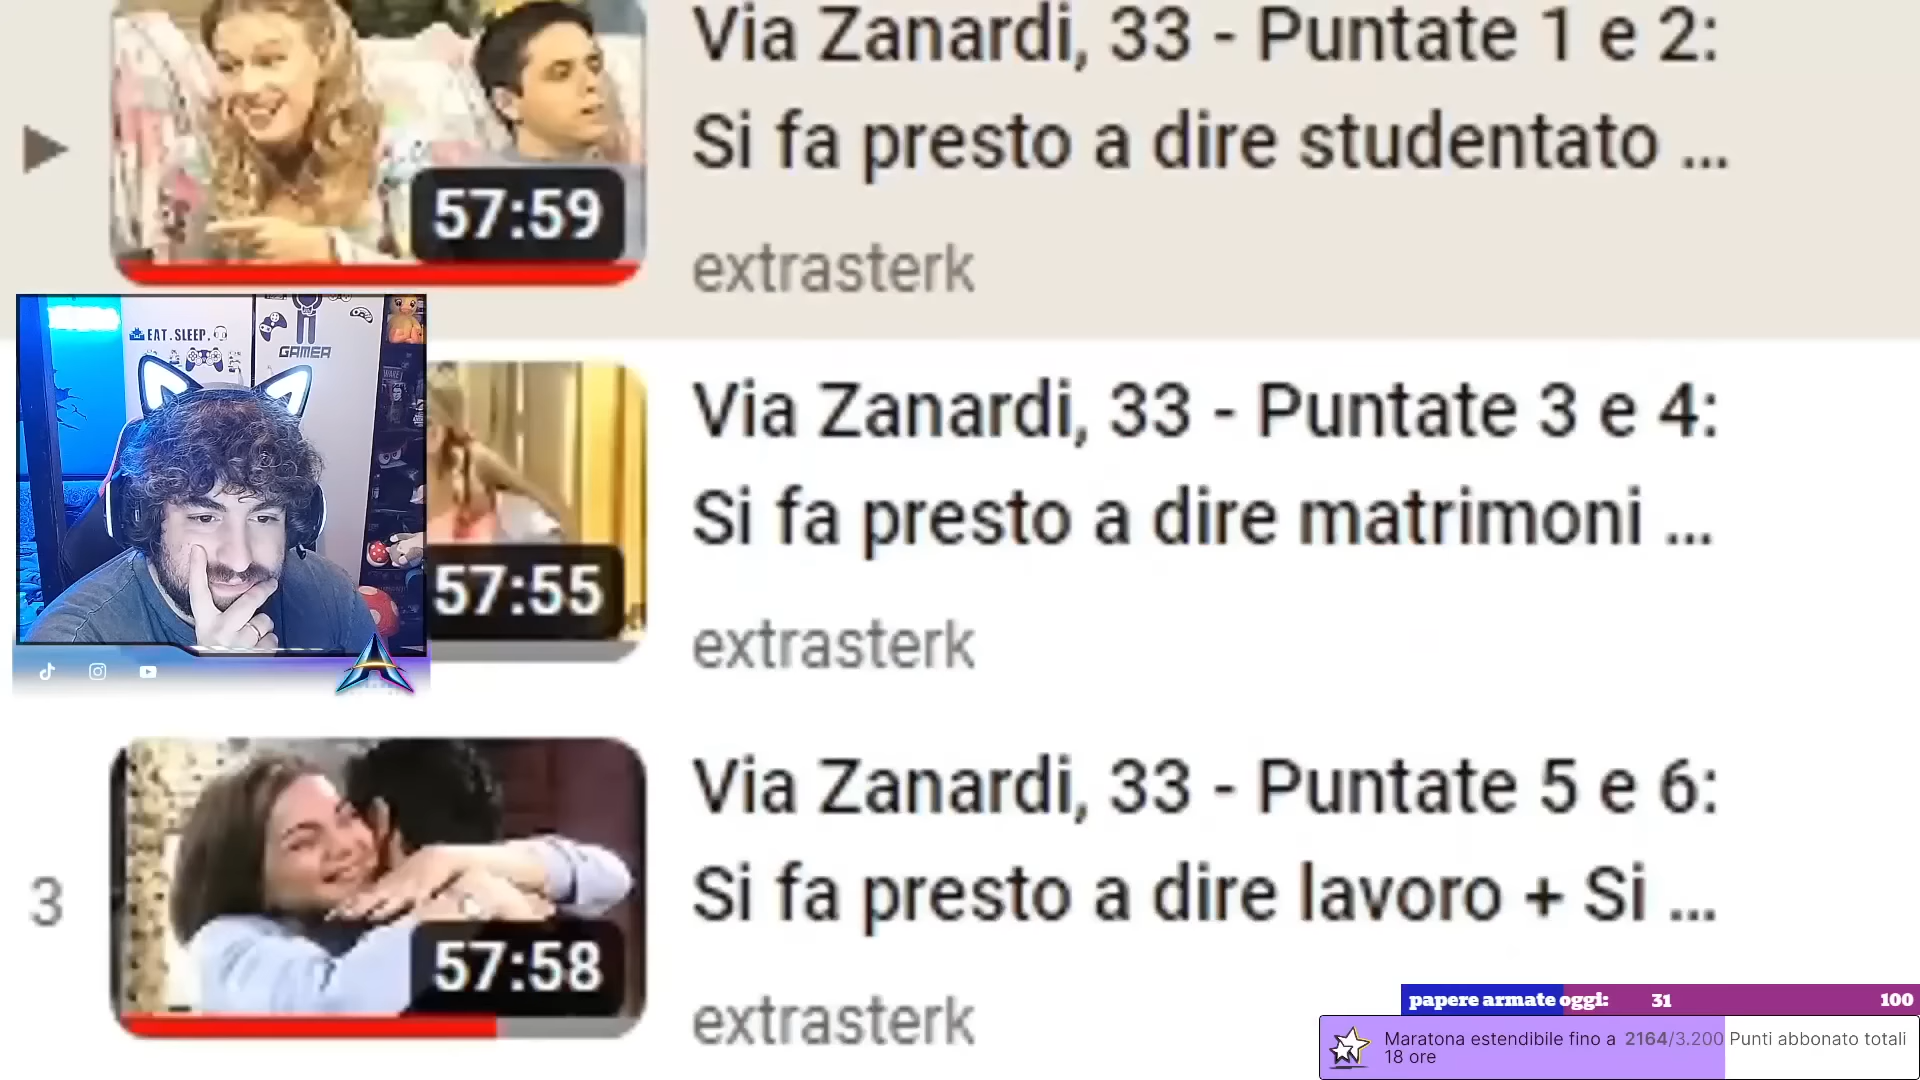 Via Zanardi, 33 - Puntate 1 e 2:
Si fa presto a dire studentato ...
57:59
extrasterk
EAT.SLEEP.
GAMER
Via Zanardi, 33 - Puntate 3 e 4:
Si fa presto a dire matrimoni ...
57:55
extrasterk
3
Via Zanardi, 33 - Puntate 5 e 6:
Si fa presto a dire lavoro + Si ...
57:58
extrasterk
papere armate oggi: 31 100
Maratona estendibile fino a 2164/3.200 Punti abbonato totali
18 ore